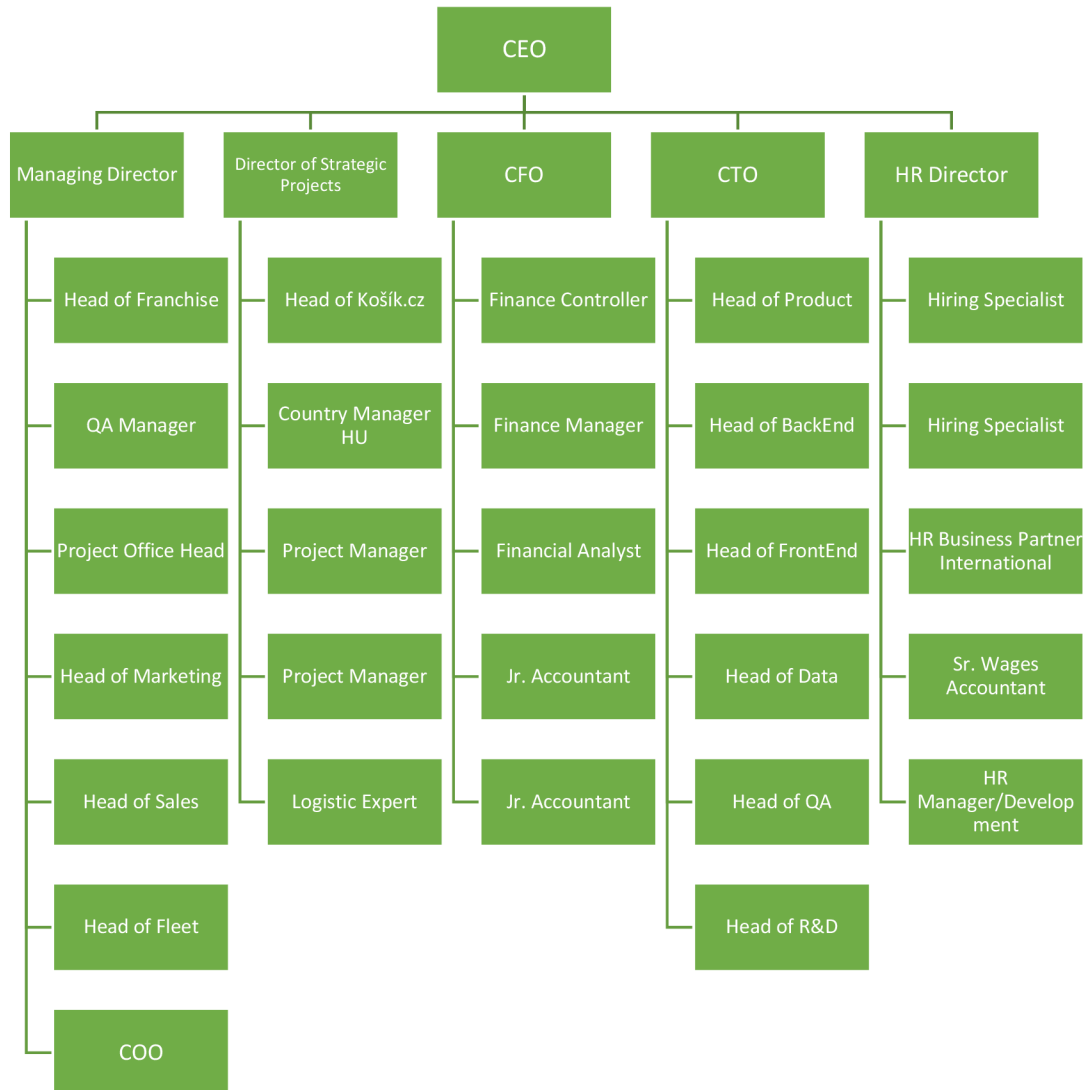 CEO
Managing Director
Director of Strategic
Projects
CFO
CTO
HR Director
Head of Franchise
Head of Košík.cz
Finance Controller
Head of Product
Hiring Specialist
QA Manager
Country Manager
HU
Finance Manager
Head of BackEnd
Hiring Specialist
Project Office Head
Project Manager
Financial Analyst
Head of FrontEnd
HR Business Partner
International
Head of Marketing
Project Manager
Jr. Accountant
Head of Data
Sr. Wages
Accountant
Head of Sales
Logistic Expert
Jr. Accountant
Head of QA
HR
Manager/Develop
ment
Head of Fleet
Head of R&D
COO